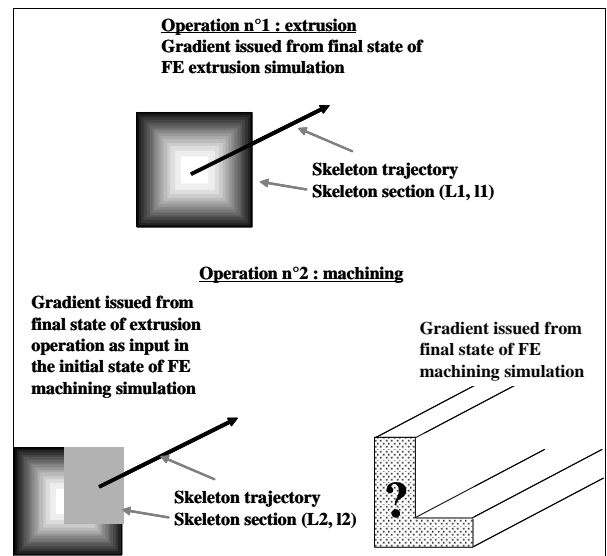 Operation n°1 : extrusion
Gradient issued from final state of
FE extrusion simulation
Skeleton trajectory
Skeleton section (L1, l1)
Operation n°2 : machining
Gradient issued from
final state of extrusion
operation as input in
the initial state of FE
machining simulation
Gradient issued from
final state of FE
machining simulation
Skeleton trajectory
Skeleton section (L2, l2)
?